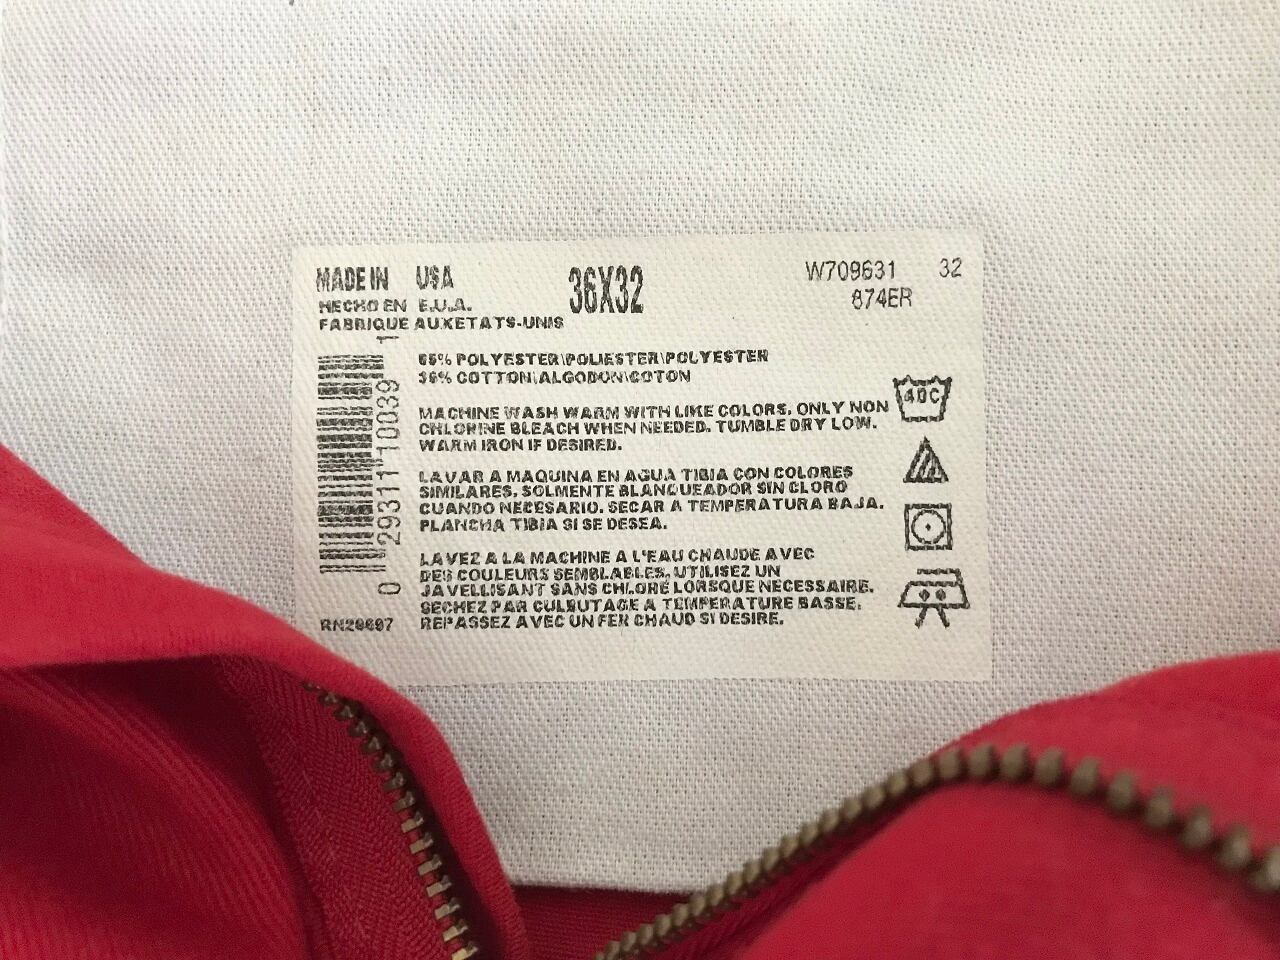 MADE IN USA
HECHO EN E.U.A.
FABRIQUE AUXETATS-UNIS
36X32
W709631 32
874ER
0 29311 10039 1
65% POLYESTER\POLIESTER\POLYESTER
35% COTTON\ALGODON\COTON
MACHINE WASH WARM WITH LIKE COLORS. ONLY NON
CHLORINE BLEACH WHEN NEEDED. TUMBLE DRY LOW.
WARM IRON IF DESIRED.
LAVAR A MAQUINA EN AGUA TIBIA CON COLORES
SIMILARES. SOLMENTE BLANQUEADOR SIN CLORO
CUANDO NECESARIO. SECAR A TEMPERATURA BAJA.
PLANCHA TIBIA SI SE DESEA.
LAVEZ A LA MACHINE A L'EAU CHAUDE AVEC
DES COULEURS SEMBLABLES. UTILISEZ UN
JAVELLISANT SANS CHLORE LORSQUE NECESSAIRE.
SECHEZ PAR CULBUTAGE A TEMPERATURE BASSE.
REPASSEZ AVEC UN FER CHAUD SI DESIRE.
40C